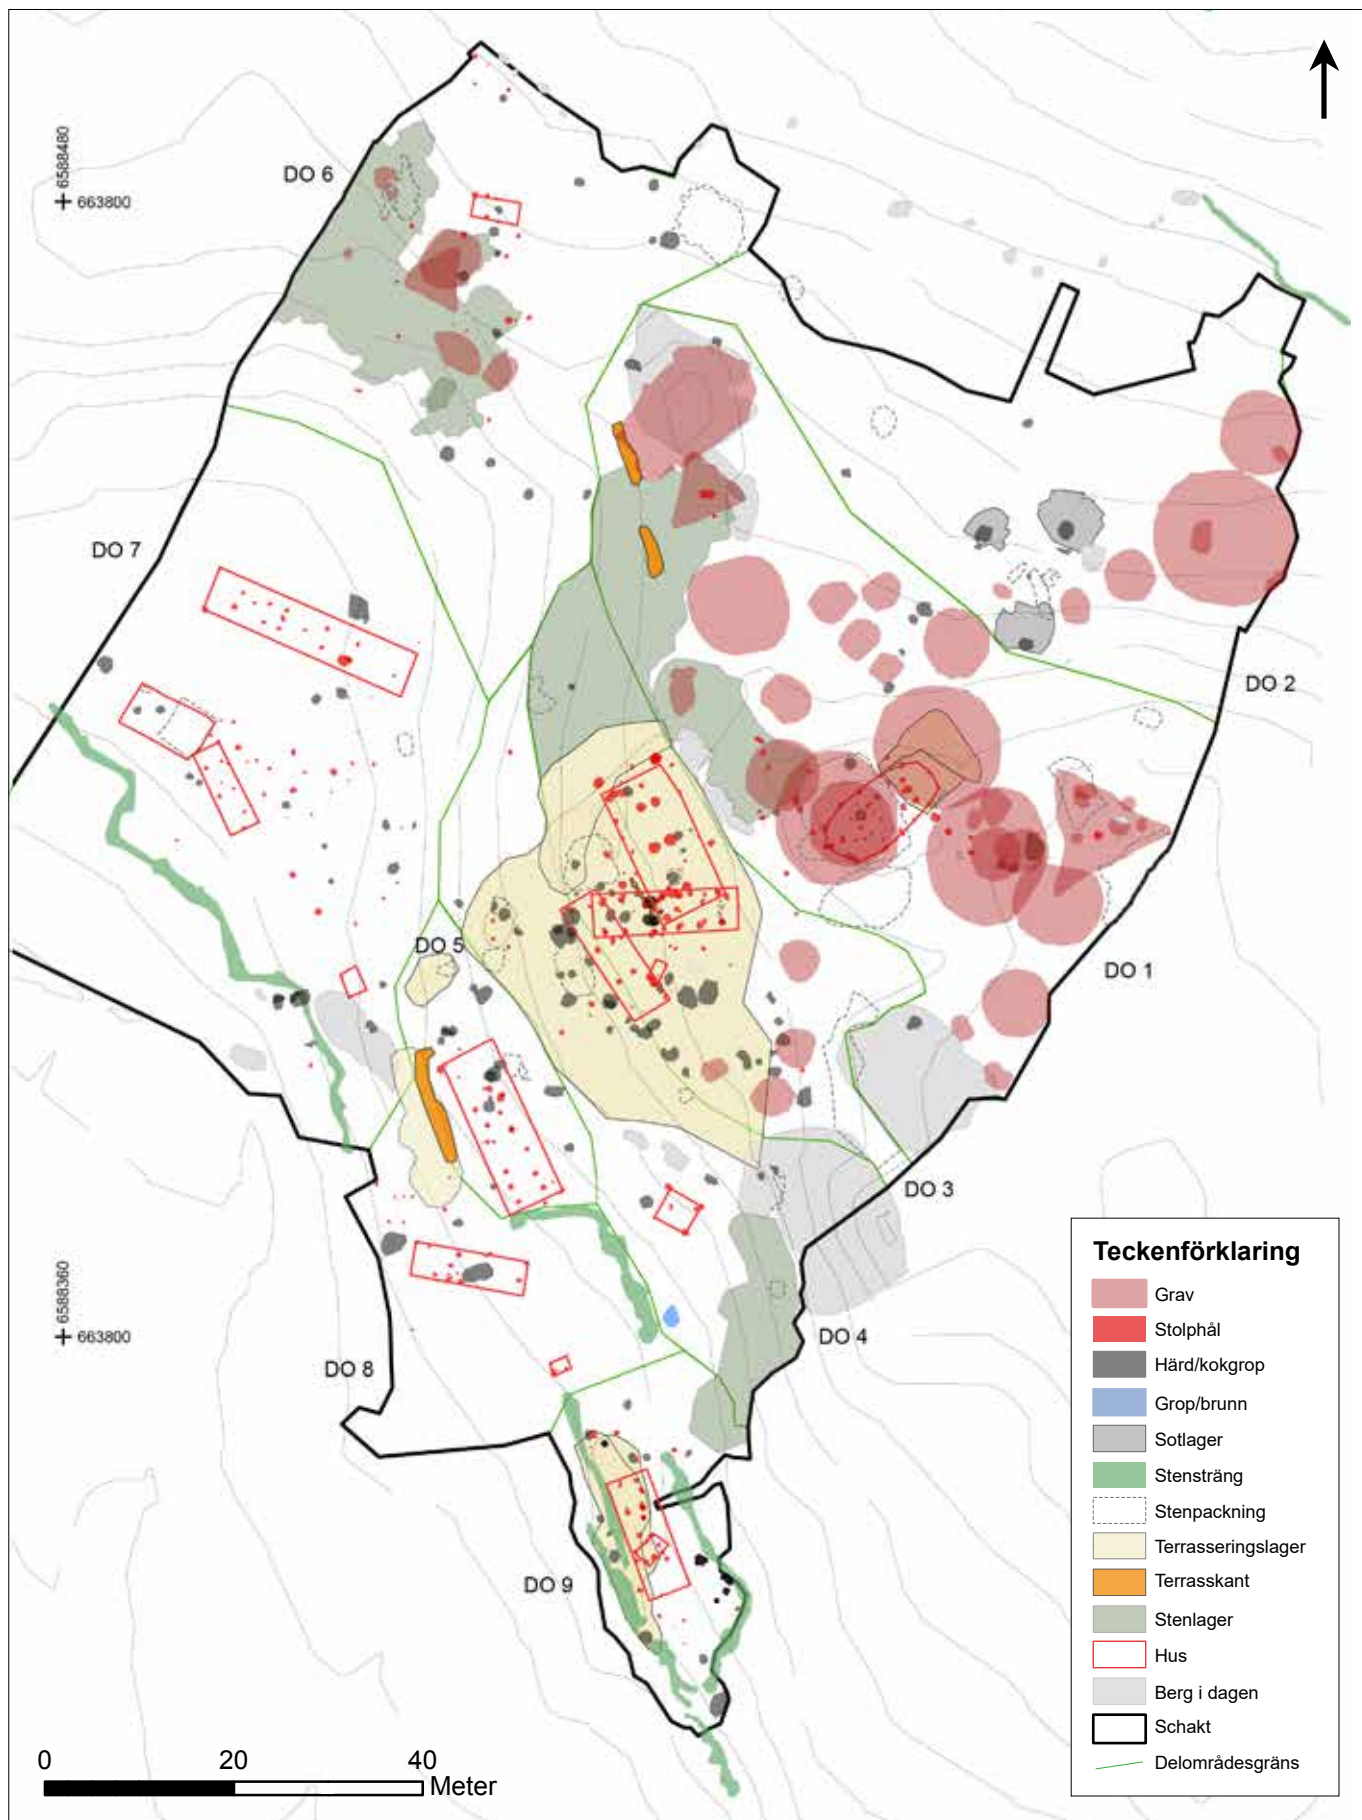 6588480
663800
DO 6
DO 7
DO 2
DO 5
DO 1
DO 3
6588360
663800
DO 4
DO 8
DO 9
Teckenförklaring
Grav
Stolphål
Härd/kokgrop
Grop/brunn
Sotlager
Stensträng
Stenpackning
Terrasseringslager
Terrasskant
Stenlager
Hus
Berg i dagen
Schakt
Delområdesgräns
0 20 40
Meter